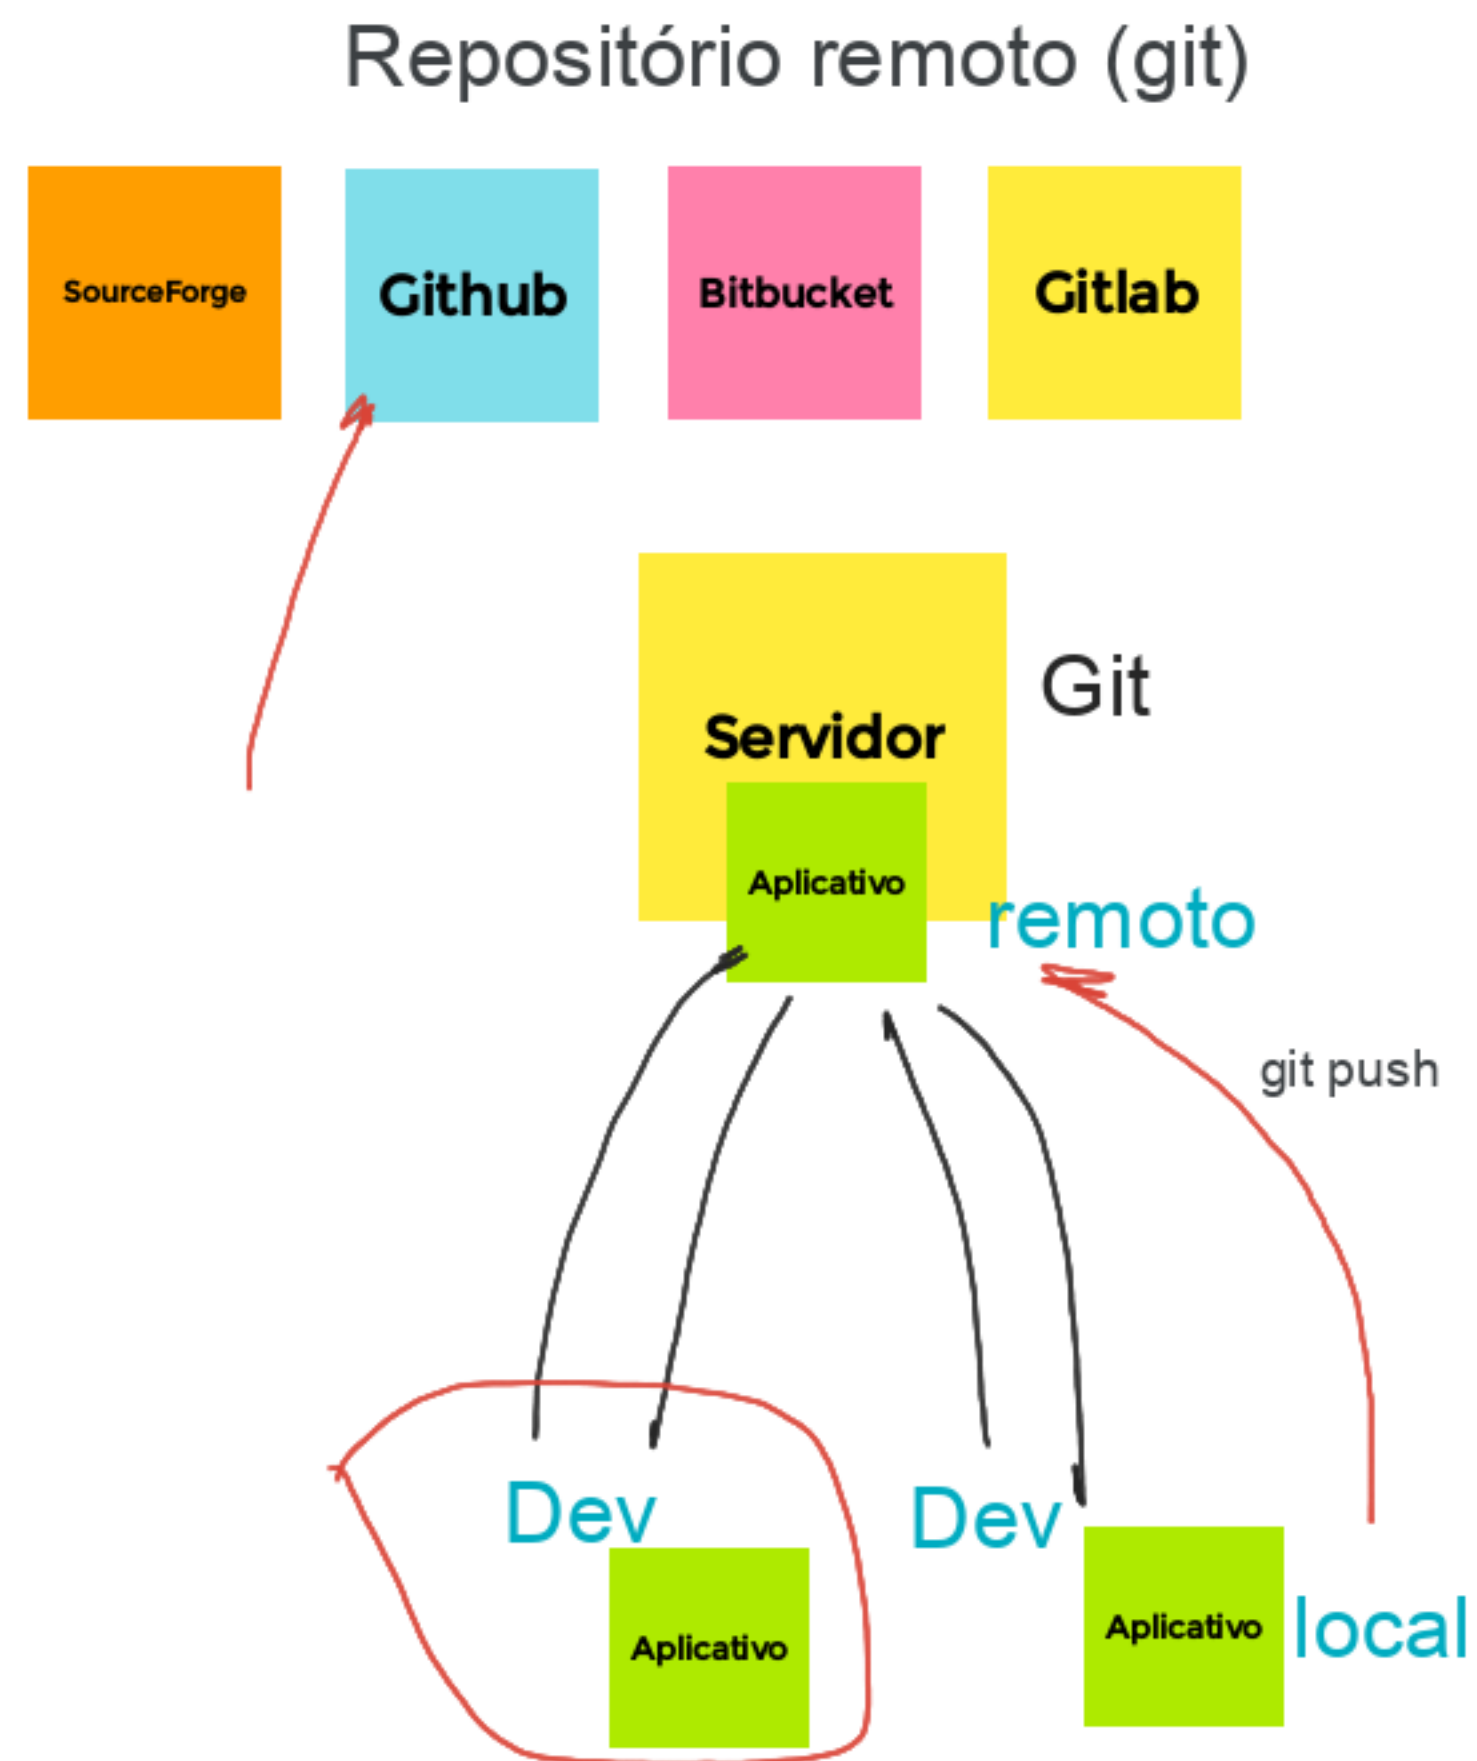 Repositório remoto (git)
SourceForge
Github
Bitbucket
Gitlab
Servidor
Git
Aplicativo
remoto
git push
Dev
Dev
Aplicativo
Aplicativo
local